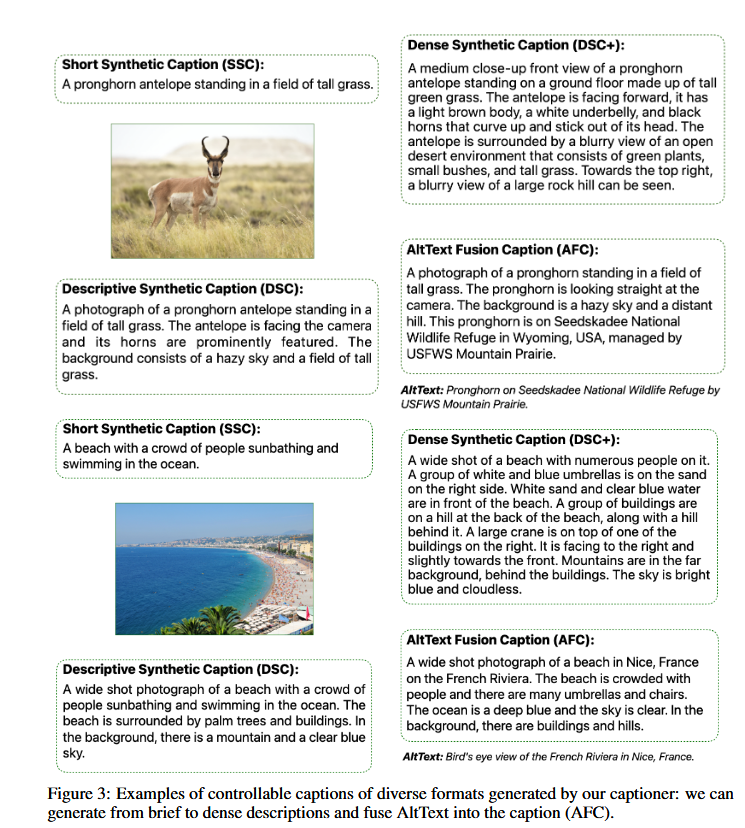 Short Synthetic Caption (SSC):
A pronghorn antelope standing in a field of tall grass.
Descriptive Synthetic Caption (DSC):
A photograph of a pronghorn antelope standing in a
field of tall grass. The antelope is facing the camera
and its horns are prominently featured. The
background consists of a hazy sky and a field of tall
grass.
Dense Synthetic Caption (DSC+):
A medium close-up front view of a pronghorn
antelope standing on a ground floor made up of tall
green grass. The antelope is facing forward, it has
a light brown body, a white underbelly, and black
horns that curve up and stick out of its head. The
antelope is surrounded by a blurry view of an open
desert environment that consists of green plants,
small bushes, and tall grass. Towards the top right,
a blurry view of a large rock hill can be seen.
AltText Fusion Caption (AFC):
A photograph of a pronghorn standing in a field of
tall grass. The pronghorn is looking straight at the
camera. The background is a hazy sky and a distant
hill. This pronghorn is on Seedskadee National
Wildlife Refuge in Wyoming, USA, managed by
USFWS Mountain Prairie.
AltText: Pronghorn on Seedskadee National Wildlife Refuge by
USFWS Mountain Prairie.
Short Synthetic Caption (SSC):
A beach with a crowd of people sunbathing and
swimming in the ocean.
Descriptive Synthetic Caption (DSC):
A wide shot photograph of a beach with a crowd of
people sunbathing and swimming in the ocean. The
beach is surrounded by palm trees and buildings. In
the background, there is a mountain and a clear blue
sky.
Dense Synthetic Caption (DSC+):
A wide shot of a beach with numerous people on it.
A group of white and blue umbrellas is on the sand
on the right side. White sand and clear blue water
are in front of the beach. A group of buildings are
on a hill at the back of the beach, along with a hill
behind it. A large crane is on top of one of the
buildings on the right. It is facing to the right and
slightly towards the front. Mountains are in the far
background, behind the buildings. The sky is bright
blue and cloudless.
AltText Fusion Caption (AFC):
A wide shot photograph of a beach in Nice, France
on the French Riviera. The beach is crowded with
people and there are many umbrellas and chairs.
The ocean is a deep blue and the sky is clear. In the
background, there are buildings and hills.
AltText: Bird's eye view of the French Riviera in Nice, France.
Figure 3: Examples of controllable captions of diverse formats generated by our captioner: we can
generate from brief to dense descriptions and fuse AltText into the caption (AFC).